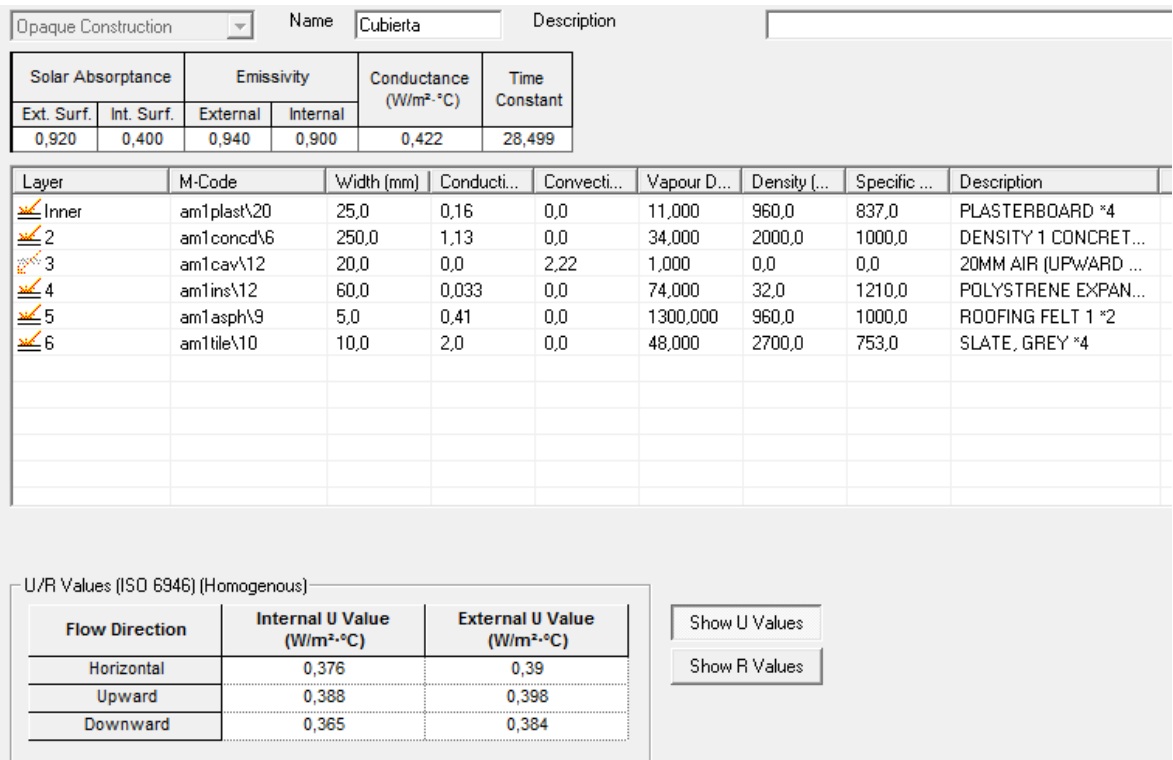 Opaque Construction Name Cubierta Description
Solar Absorptance Emissivity Conductance (W/m²·°C) Time Constant
Ext. Surf. Int. Surf. External Internal
0,920 0,400 0,940 0,900 0,422 28,499
Layer M-Code Width (mm) Conducti... Convecti... Vapour D... Density (... Specific ... Description
Inner am1plast\20 25,0 0,16 0,0 11,000 960,0 837,0 PLASTERBOARD *4
2 am1concd\6 250,0 1,13 0,0 34,000 2000,0 1000,0 DENSITY 1 CONCRET...
3 am1cav\12 20,0 0,0 2,22 1,000 0,0 0,0 20MM AIR (UPWARD ...
4 am1ins\12 60,0 0,033 0,0 74,000 32,0 1210,0 POLYSTRENE EXPAN...
5 am1asph\9 5,0 0,41 0,0 1300,000 960,0 1000,0 ROOFING FELT 1 *2
6 am1tile\10 10,0 2,0 0,0 48,000 2700,0 753,0 SLATE, GREY *4
U/R Values (ISO 6946) (Homogenous)
Flow Direction Internal U Value (W/m²·°C) External U Value (W/m²·°C) Show U Values
Horizontal 0,376 0,39 Show R Values
Upward 0,388 0,398
Downward 0,365 0,384